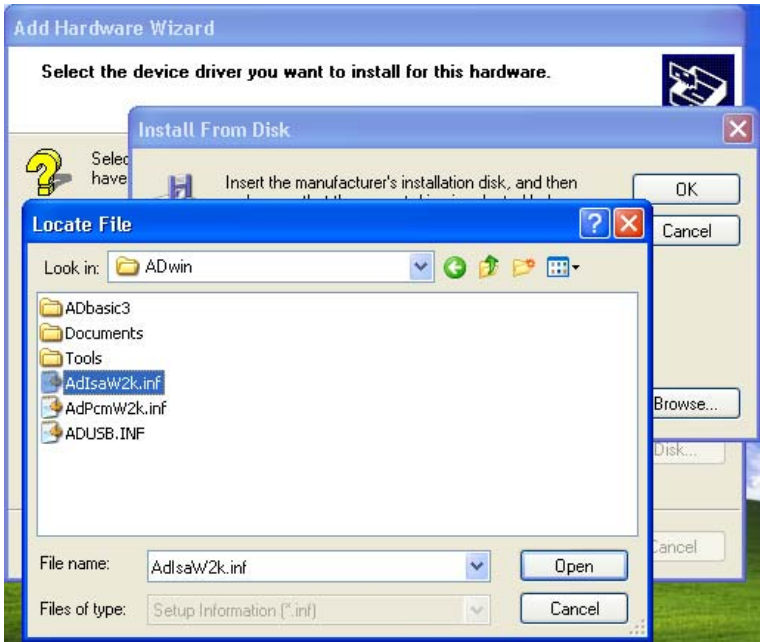 Add Hardware Wizard
Select the device driver you want to install for this hardware.
Install From Disk
Selec
have
Insert the manufacturer's installation disk, and then
OK
Cancel
Locate File
Look in: ADwin
ADbasic3
Documents
Tools
AdIsaW2k.inf
AdPcmW2k.inf
ADUSB.INF
Browse...
Disk...
File name: AdIsaW2k.inf Open
Cancel
Files of type: Setup Information (*.inf) Cancel